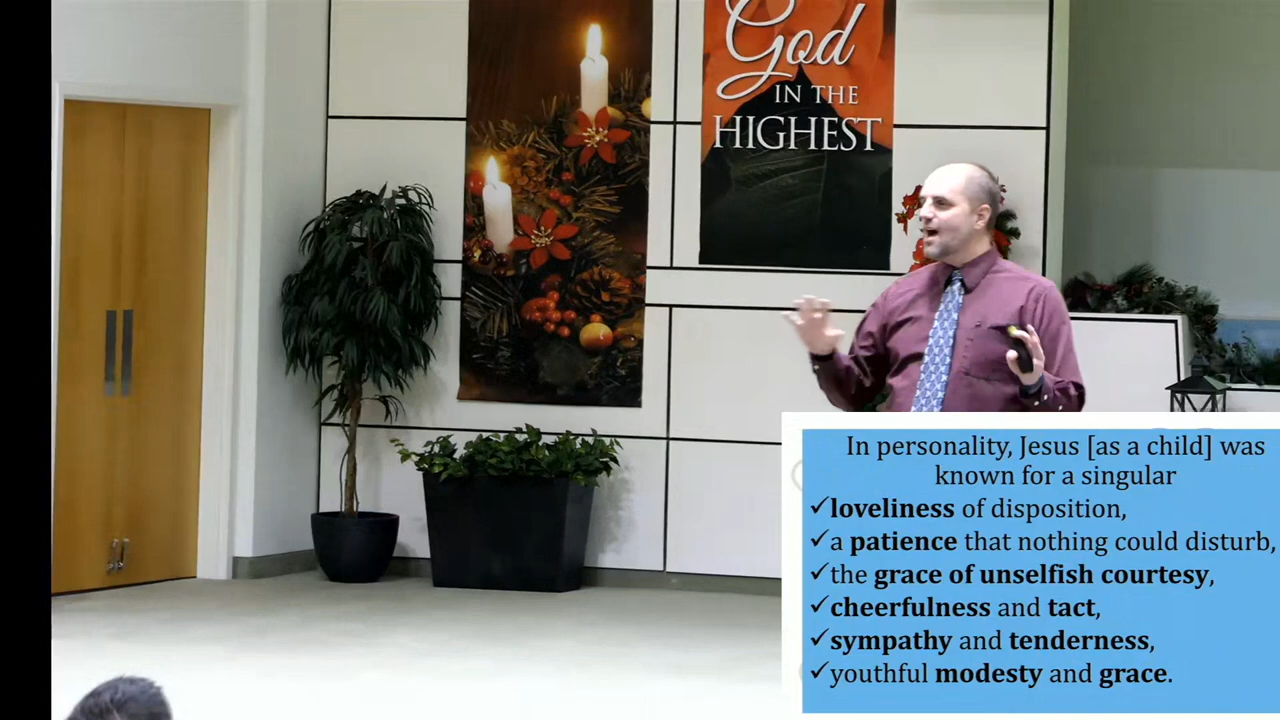 God
IN THE
HIGHEST
In personality, Jesus [as a child] was
known for a singular
✓loveliness of disposition,
✓a patience that nothing could disturb,
✓the grace of unselfish courtesy,
✓cheerfulness and tact,
✓sympathy and tenderness,
✓youthful modesty and grace.